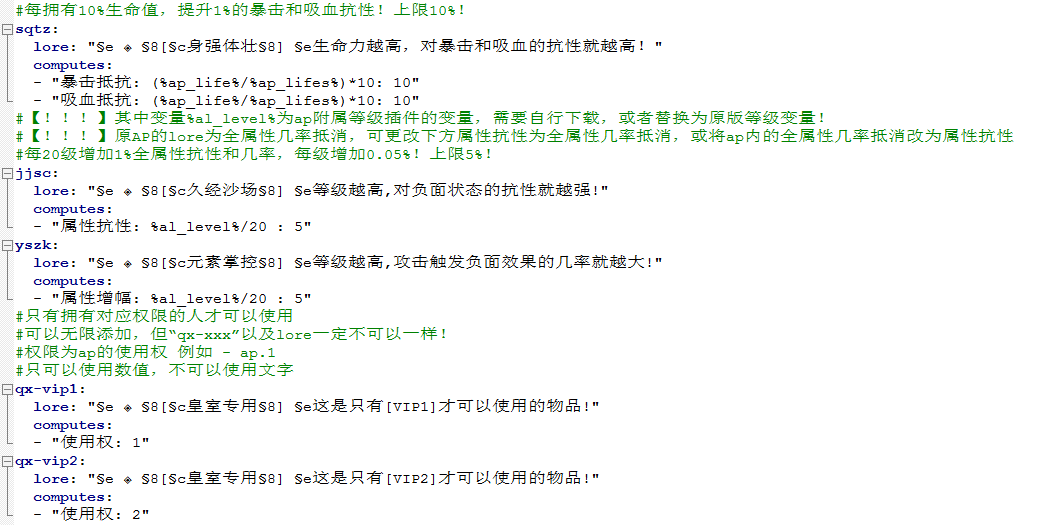 #每拥有10%生命值，提升1%的暴击和吸血抗性！上限10%！
sqtz:
lore: "§e ◈ §8[§c身强体壮§8] §e生命力越高，对暴击和吸血的抗性就越高！"
computes:
- "暴击抵抗: (%ap_life%/%ap_lifes%)*10: 10"
- "吸血抵抗: (%ap_life%/%ap_lifes%)*10: 10"
#【！！！】其中变量%al_level%为ap附属等级插件的变量，需要自行下载，或者替换为原版等级变量！
#【！！！】原AP的lore为全属性几率抵消，可更改下方属性抗性为全属性几率抵消，或将ap内的全属性几率抵消改为属性抗性
#每20级增加1%全属性抗性和几率，每级增加0.05%！上限5%！
jjsc:
lore: "§e ◈ §8[§c久经沙场§8] §e等级越高,对负面状态的抗性就越强!"
computes:
- "属性抗性: %al_level%/20 : 5"
yszk:
lore: "§e ◈ §8[§c元素掌控§8] §e等级越高,攻击触发负面效果的几率就越大!"
computes:
- "属性增幅: %al_level%/20 : 5"
#只有拥有对应权限的人才可以使用
#可以无限添加，但“qx-xxx”以及lore一定不可以一样！
#权限为ap的使用权 例如 - ap.1
#只可以使用数值，不可以使用文字
qx-vip1:
lore: "§e ◈ §8[§c皇室专用§8] §e这是只有[VIP1]才可以使用的物品!"
computes:
- "使用权: 1"
qx-vip2:
lore: "§e ◈ §8[§c皇室专用§8] §e这是只有[VIP2]才可以使用的物品!"
computes:
- "使用权: 2"